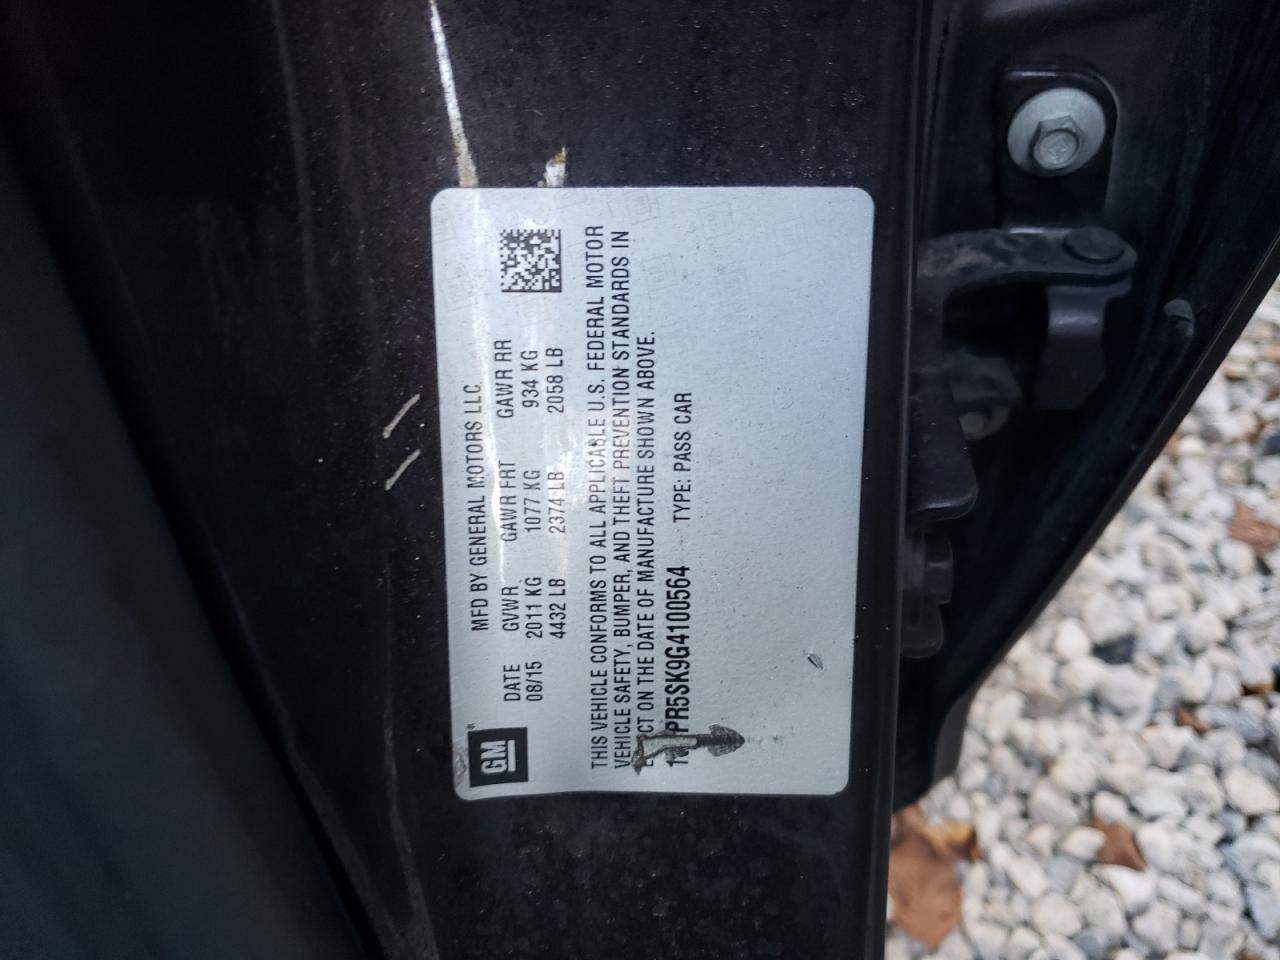 GM
MFD BY GENERAL MOTORS LLC
DATE GVWR GAWR FRT GAWR RR
08/15 2011 KG 1077 KG 934 KG
4432 LB 2374 LB 2058 LB
THIS VEHICLE CONFORMS TO ALL APPLICABLE U.S. FEDERAL MOTOR
VEHICLE SAFETY, BUMPER, AND THEFT PREVENTION STANDARDS IN
ON THE DATE OF MANUFACTURE SHOWN ABOVE.
PR5SK9G4100564 TYPE: PASS CAR